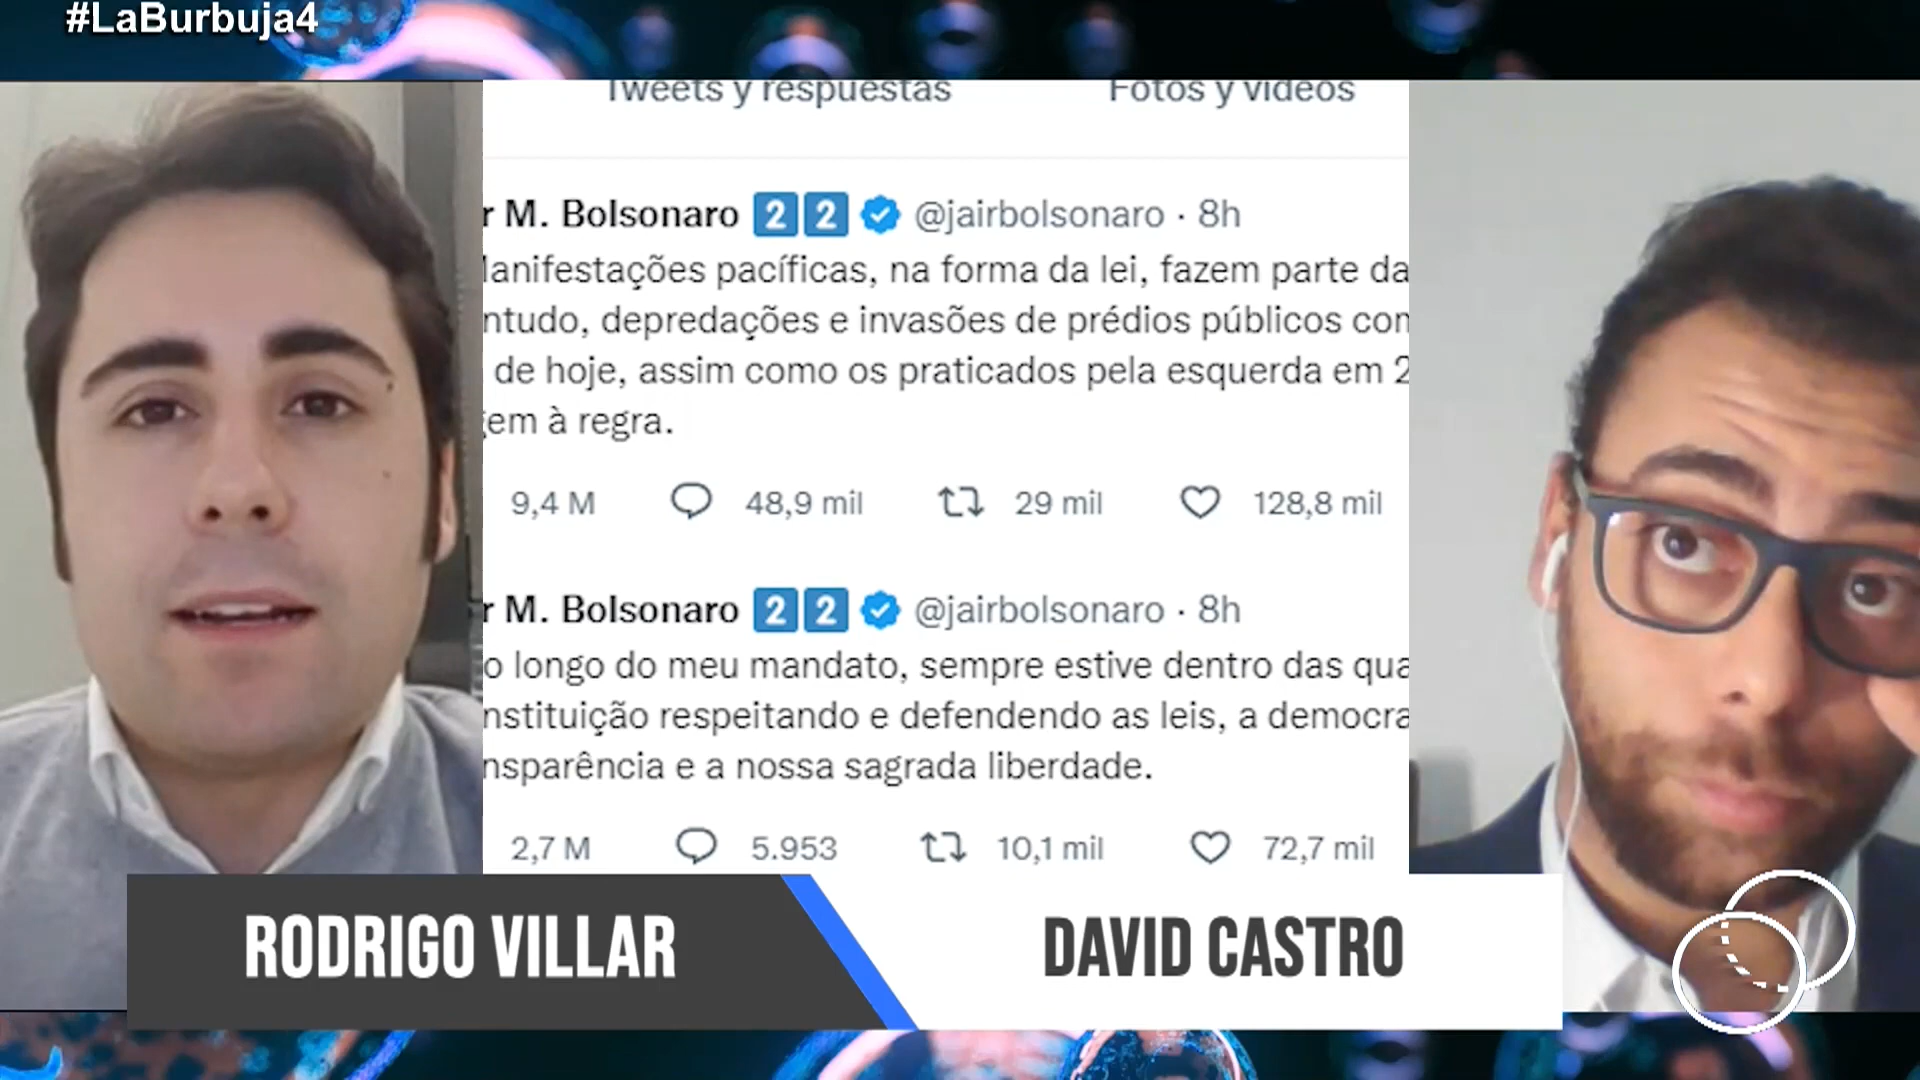 #LaBurbuja4
Tweets y respuestas Fotos y vídeos
r M. Bolsonaro 22 @jairbolsonaro · 8h
Manifestações pacíficas, na forma da lei, fazem parte da
ntudo, depredações e invasões de prédios públicos com
de hoje, assim como os praticados pela esquerda em 2
gem à regra.
9,4 M 48,9 mil 29 mil 128,8 mil
r M. Bolsonaro 22 @jairbolsonaro · 8h
o longo do meu mandato, sempre estive dentro das qua
nstituição respeitando e defendendo as leis, a democra
nsparência e a nossa sagrada liberdade.
2,7 M 5.953 10,1 mil 72,7 mil
RODRIGO VILLAR DAVID CASTRO